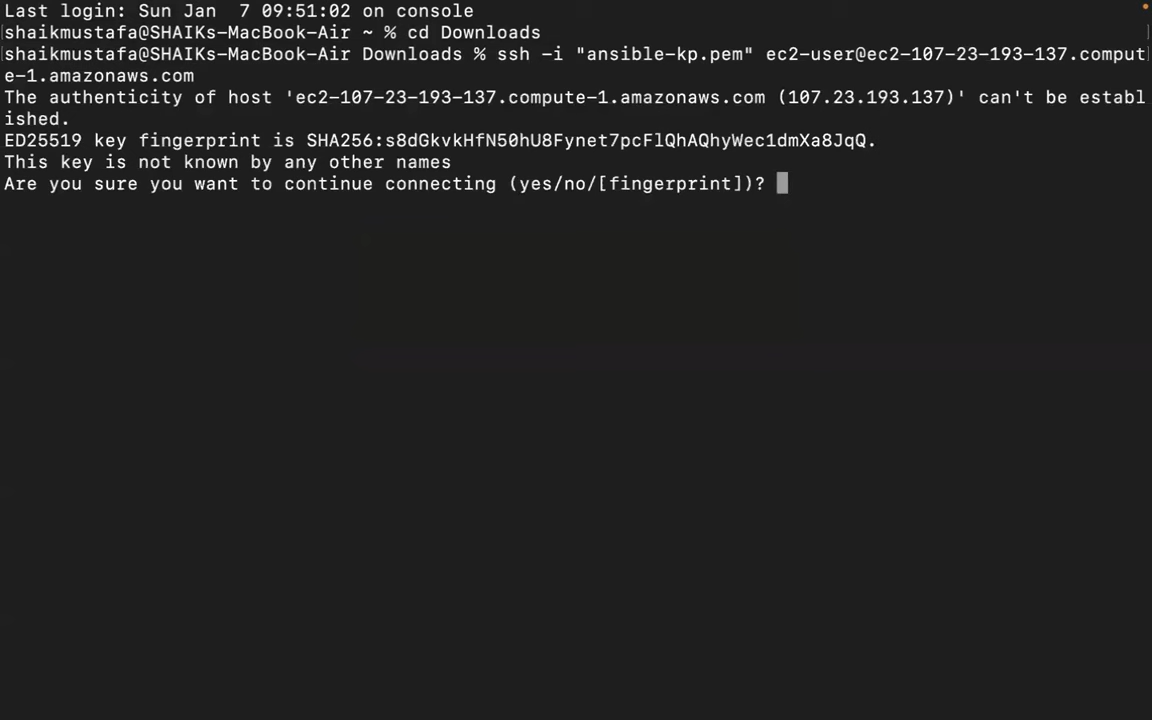 Last login: Sun Jan  7 09:51:02 on console
shaikmustafa@SHAIKs-MacBook-Air ~ % cd Downloads
shaikmustafa@SHAIKs-MacBook-Air Downloads % ssh -i "ansible-kp.pem" ec2-user@ec2-107-23-193-137.comput
e-1.amazonaws.com
The authenticity of host 'ec2-107-23-193-137.compute-1.amazonaws.com (107.23.193.137)' can't be establ
ished.
ED25519 key fingerprint is SHA256:s8dGkvkHfN50hU8Fynet7pcFlQhAQhyWec1dmXa8JqQ.
This key is not known by any other names
Are you sure you want to continue connecting (yes/no/[fingerprint])?